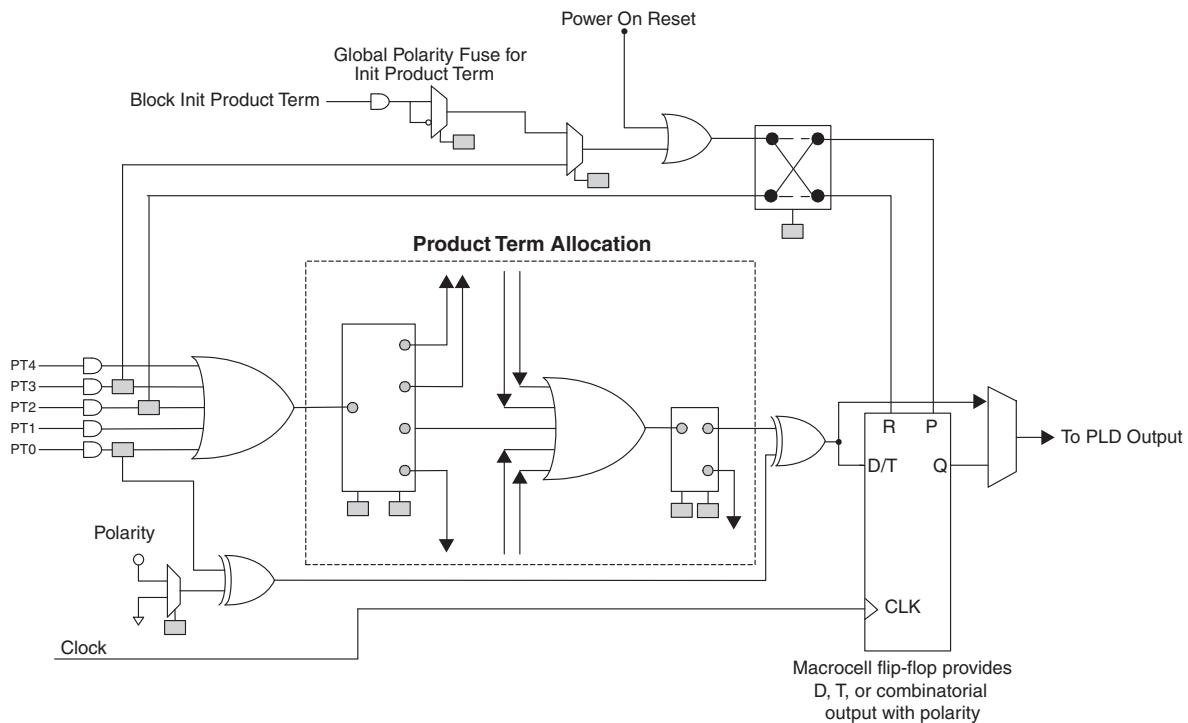 Power On Reset
Global Polarity Fuse for
Init Product Term
Block Init Product Term
Product Term Allocation
PT4
PT3
PT2
PT1
PT0
R P
To PLD Output
D/T Q
Polarity
CLK
Clock
Macrocell flip-flop provides
D, T, or combinatorial
output with polarity